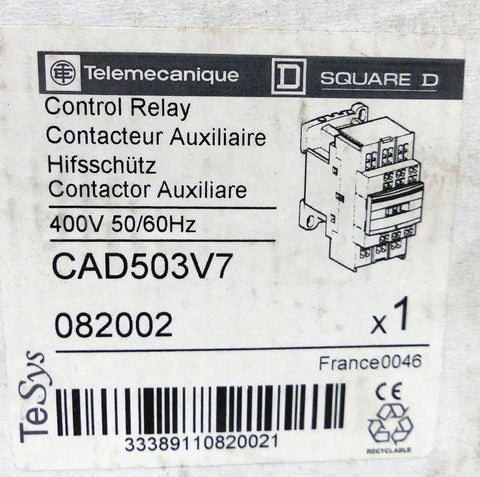 Telemecanique SQUARE D
Control Relay
Contacteur Auxiliaire
Hifsschütz
Contactor Auxiliare
400V 50/60Hz
CAD503V7
082002 x1
France0046
TeSys
CE
33389110820021
RECYCLABLE